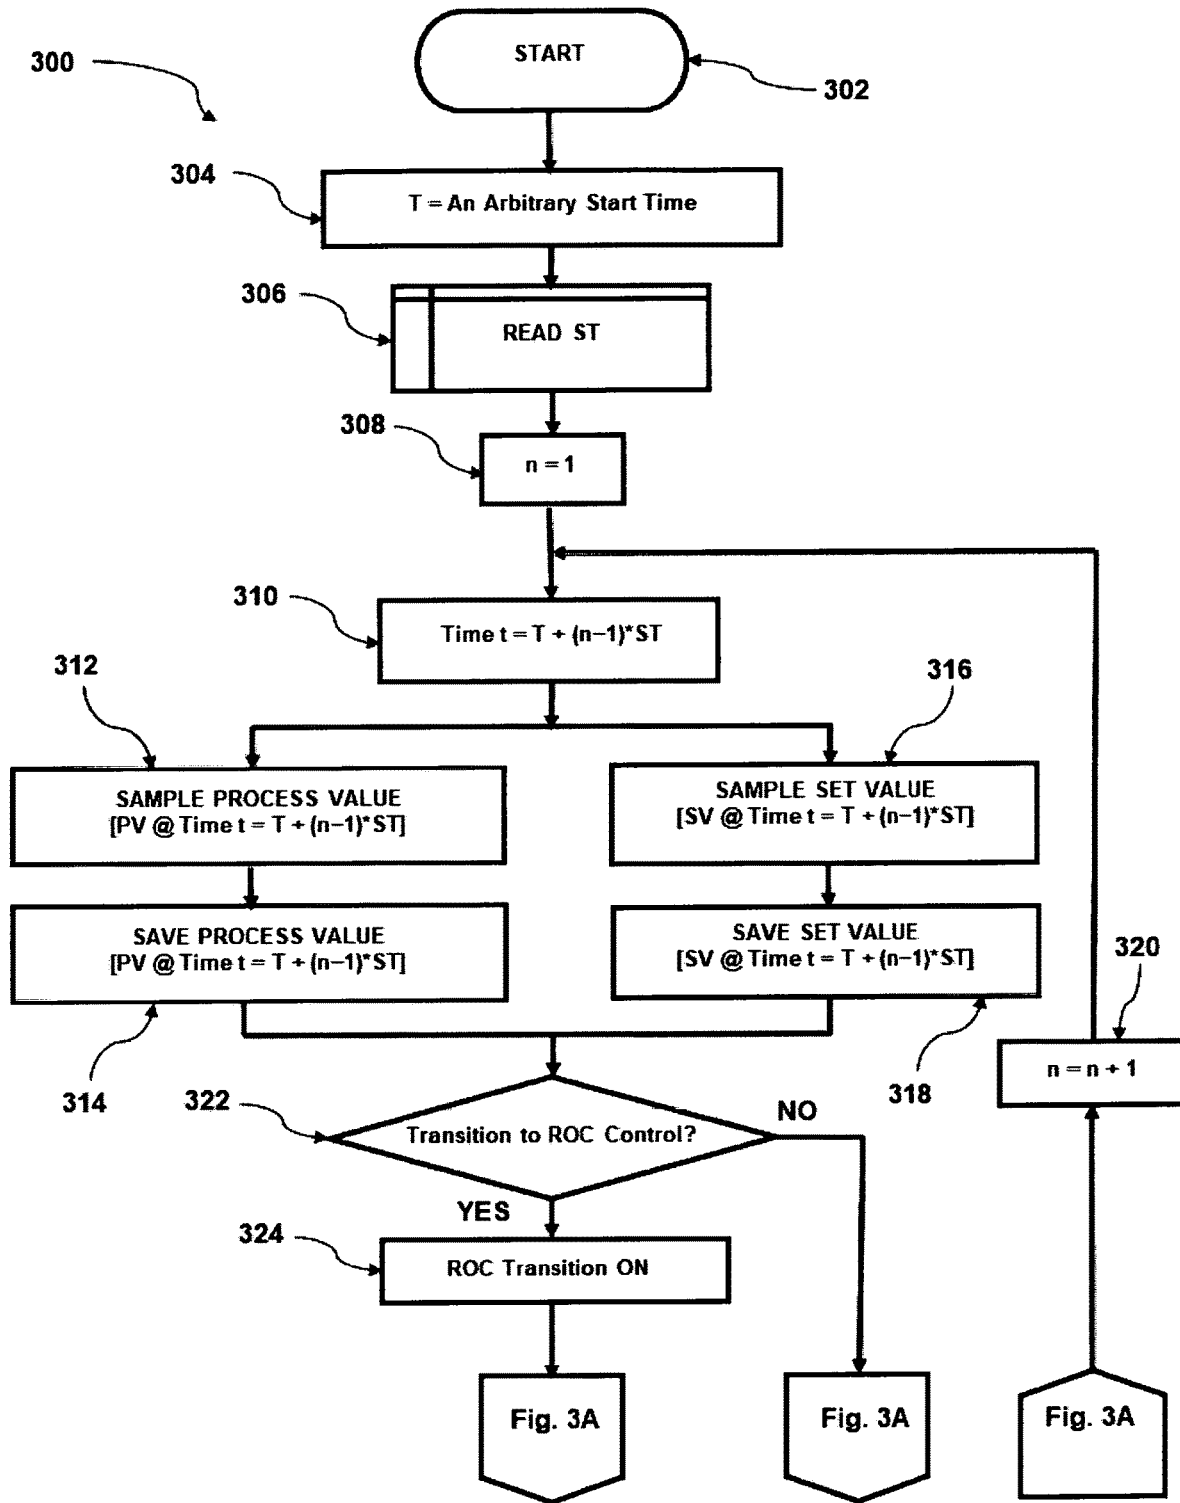 START
300
302
304
T = An Arbitrary Start Time
306
READ ST
308
n = 1
310
Time t = T + (n–1)*ST
312
316
SAMPLE PROCESS VALUE
[PV @ Time t = T + (n–1)*ST]
SAMPLE SET VALUE
[SV @ Time t = T + (n–1)*ST]
SAVE PROCESS VALUE
[PV @ Time t = T + (n–1)*ST]
SAVE SET VALUE
[SV @ Time t = T + (n–1)*ST]
320
n = n + 1
314
318
322
Transition to ROC Control?
NO
YES
324
ROC Transition ON
Fig. 3A
Fig. 3A
Fig. 3A